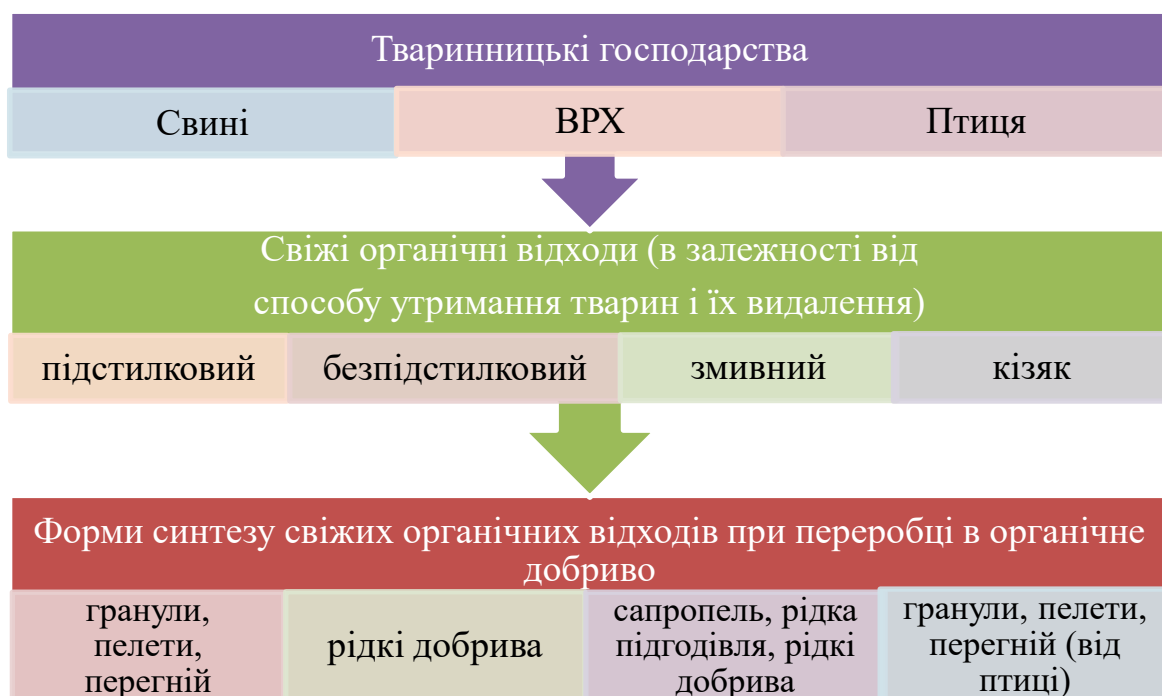 Тваринницькі господарства
Свині
ВРХ
Птиця
Свіжі органічні відходи (в залежності від
способу утримання тварин і їх видалення)
підстилковий
безпідстилковий
змивний
кізяк
Форми синтезу свіжих органічних відходів при переробці в органічне
добриво
гранули,
пелети,
перегній
рідкі добрива
сапропель, рідка
підгодівля, рідкі
добрива
гранули, пелети,
перегній (від
птиці)